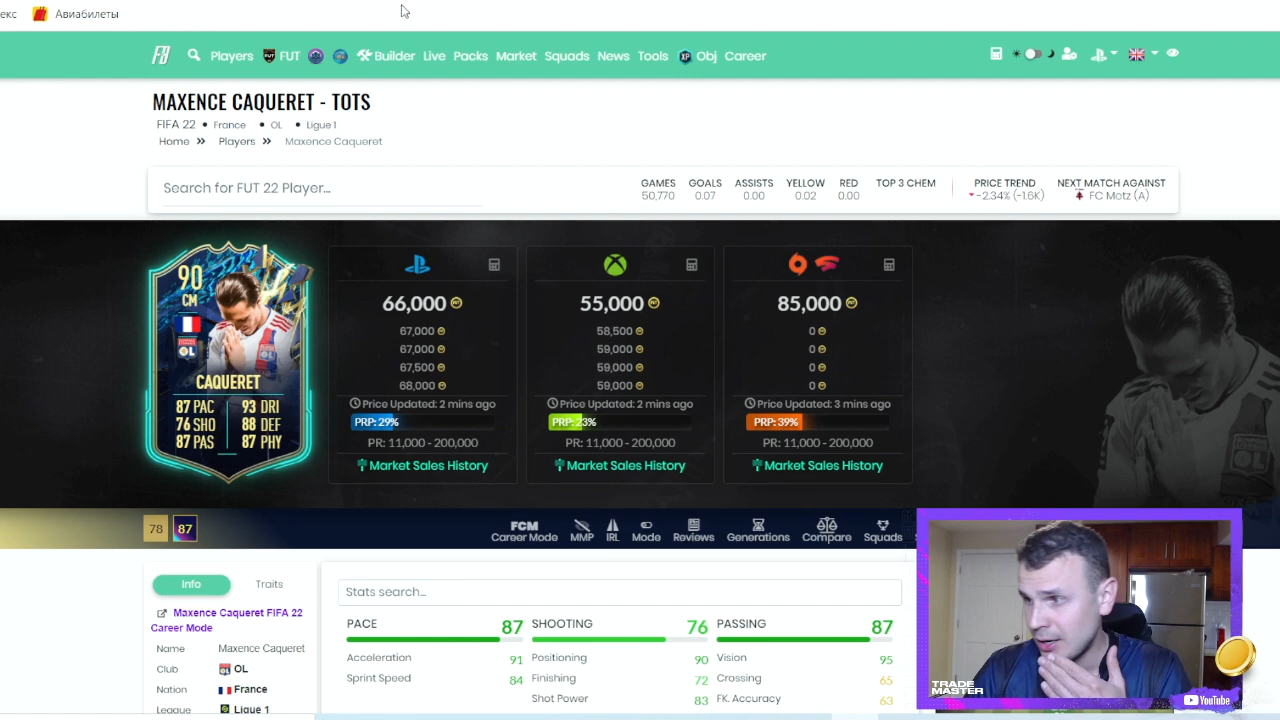 екс Авиабилеты
Players FUT Builder Live Packs Market Squads News Tools XP Obj Career
MAXENCE CAQUERET - TOTS
FIFA 22 • France • OL • Ligue 1
Home » Players » Maxence Caqueret
Search for FUT 22 Player...
GAMES GOALS ASSISTS YELLOW RED TOP 3 CHEM PRICE TREND NEXT MATCH AGAINST
50,770 0.07 0.00 0.02 0.00 -2.34% (-1.6K) FC Metz (A)
90
CM
CAQUERET
87 PAC 93 DRI
76 SHO 88 DEF
87 PAS 87 PHY
66,000
67,000
67,000
67,500
68,000
Price Updated: 2 mins ago
PRP: 29%
PR: 11,000 - 200,000
Market Sales History
55,000
58,500
59,000
59,000
59,000
Price Updated: 2 mins ago
PRP: 23%
PR: 11,000 - 200,000
Market Sales History
85,000
0
0
0
0
Price Updated: 3 mins ago
PRP: 39%
PR: 11,000 - 200,000
Market Sales History
78 87
FCM
Career Mode MMP IRL Mode Reviews Generations Compare Squads
Info Traits
Maxence Caqueret FIFA 22
Career Mode
Name Maxence Caqueret
Club OL
Nation France
League Ligue 1
Stats search...
PACE 87
Acceleration 91
Sprint Speed 84
SHOOTING 76
Positioning 90
Finishing 72
Shot Power 83
PASSING 87
Vision 95
Crossing 65
FK. Accuracy 63
TRADE
MASTER
YouTube